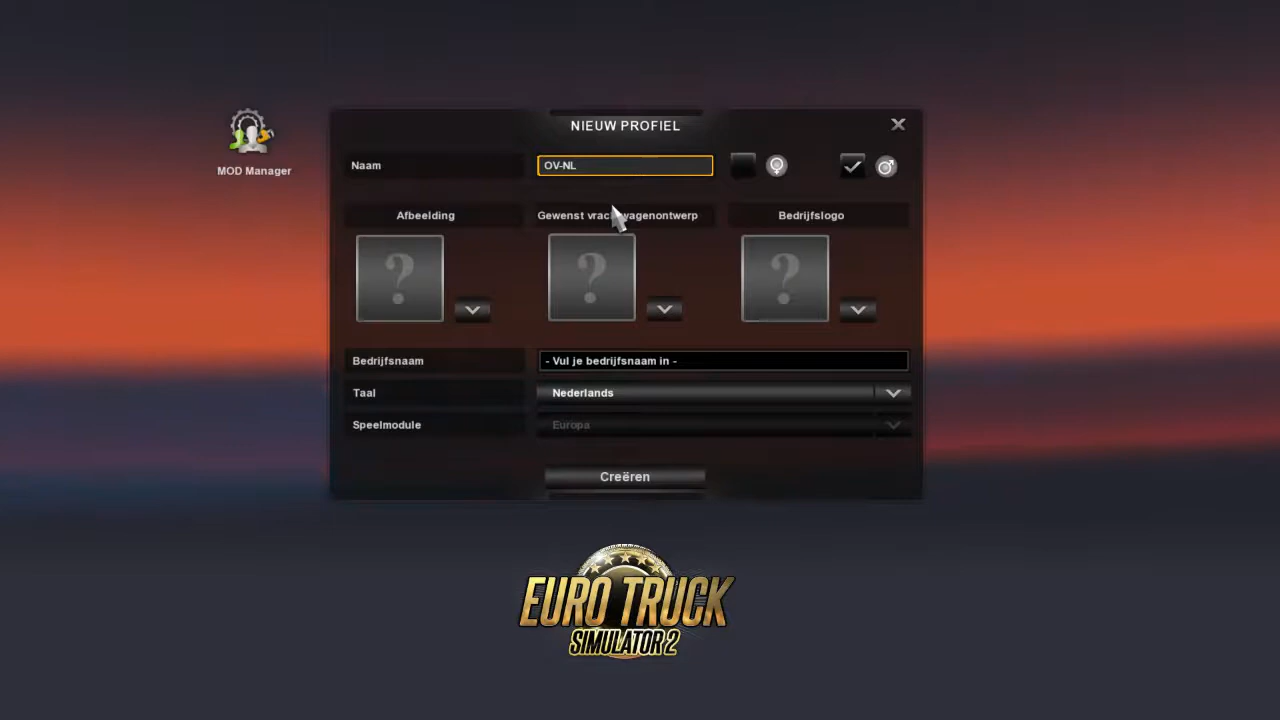 NIEUW PROFIEL
MOD Manager
Naam
OV-NL
Afbeelding
Gewenst vrachtwagenontwerp
Bedrijfslogo
Bedrijfsnaam
- Vul je bedrijfsnaam in -
Taal
Nederlands
Speelmodule
Europa
Creëren
EURO TRUCK
SIMULATOR 2